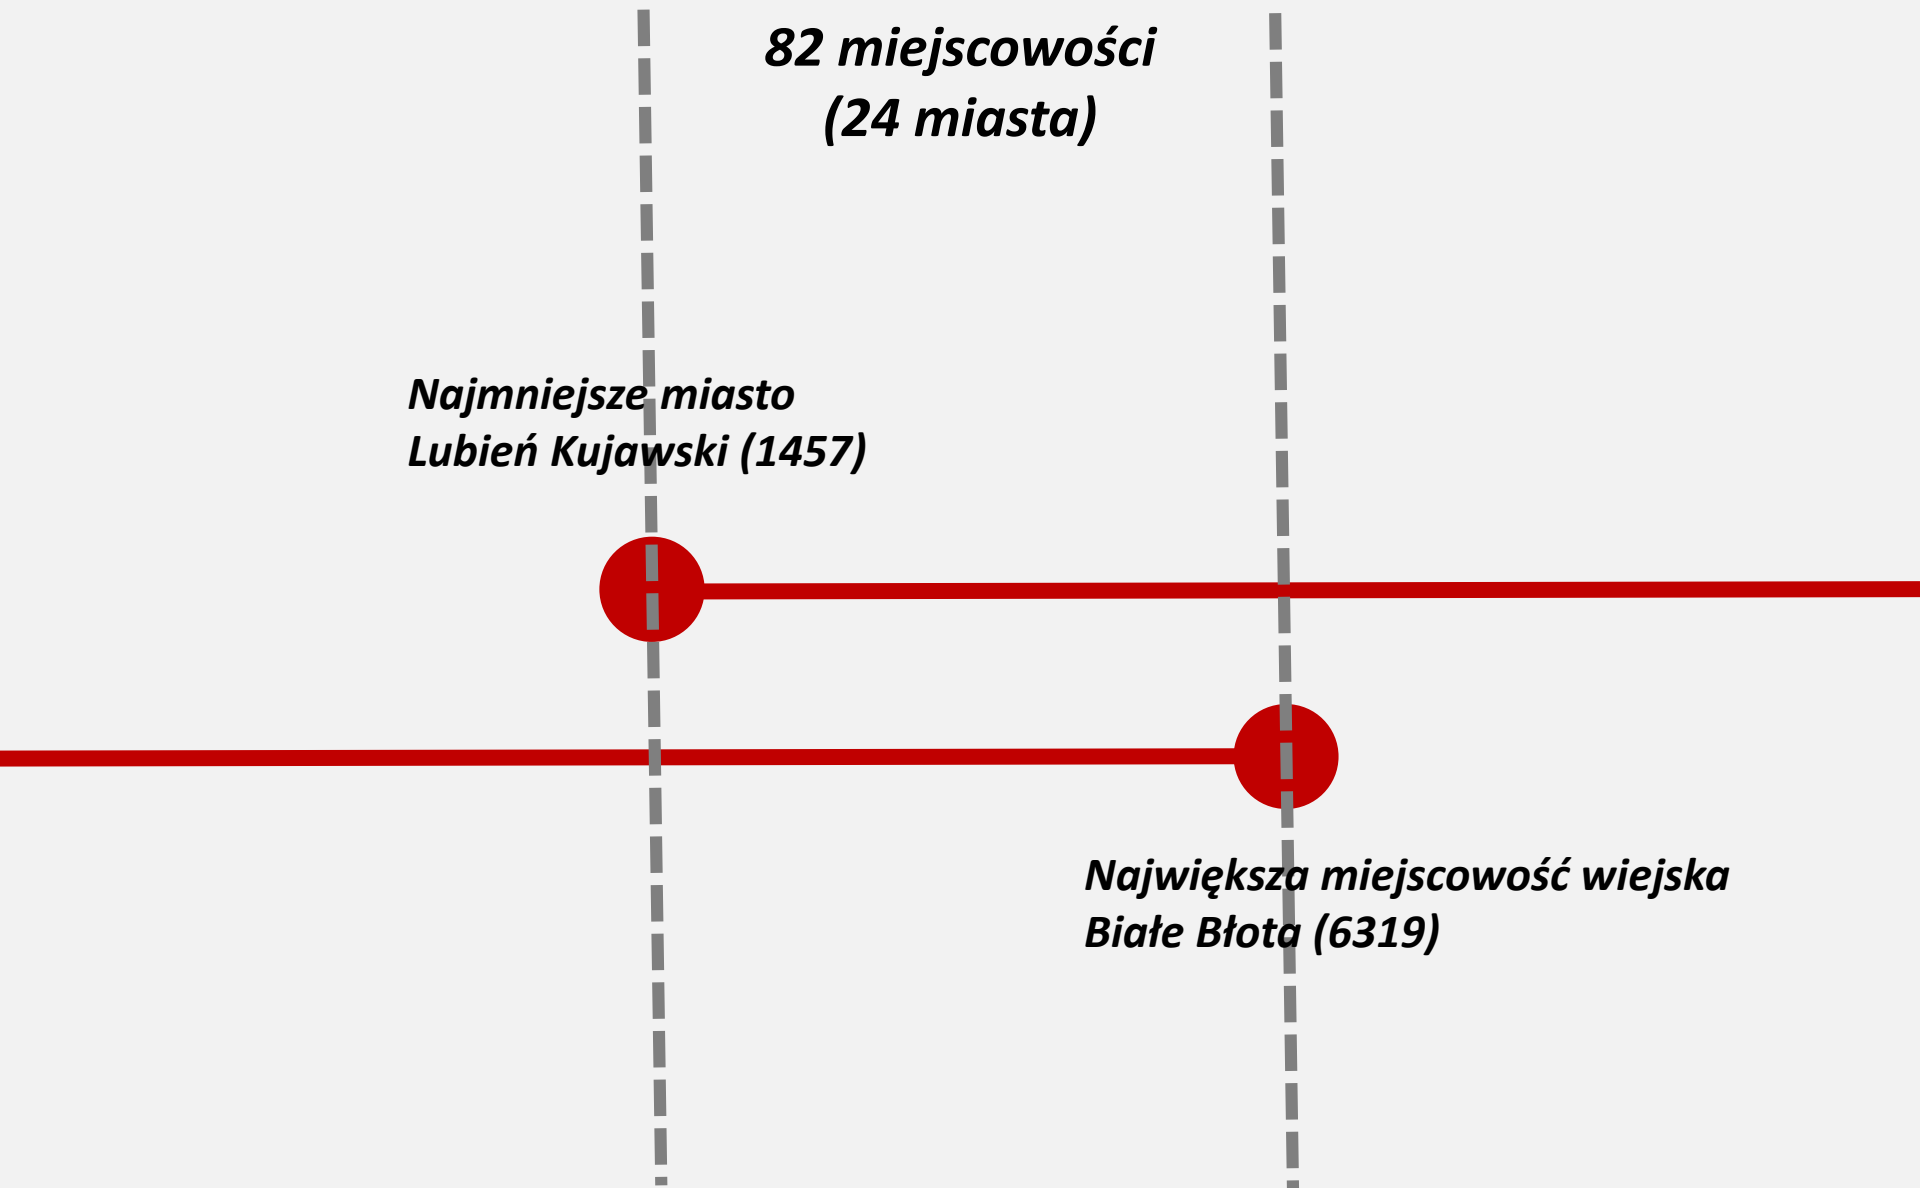 82 miejscowości
(24 miasta)
Najmniejsze miasto
Lubień Kujawski (1457)
Największa miejscowość wiejska
Białe Błota (6319)